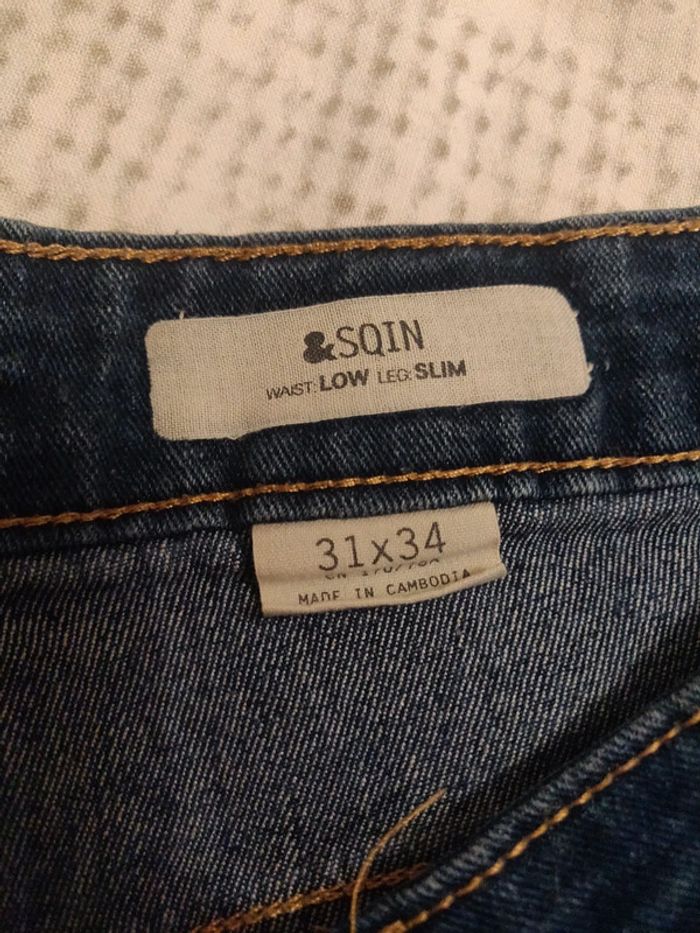 &SQIN
WAIST: LOW LEG: SLIM
31x34
MADE IN CAMBODIA